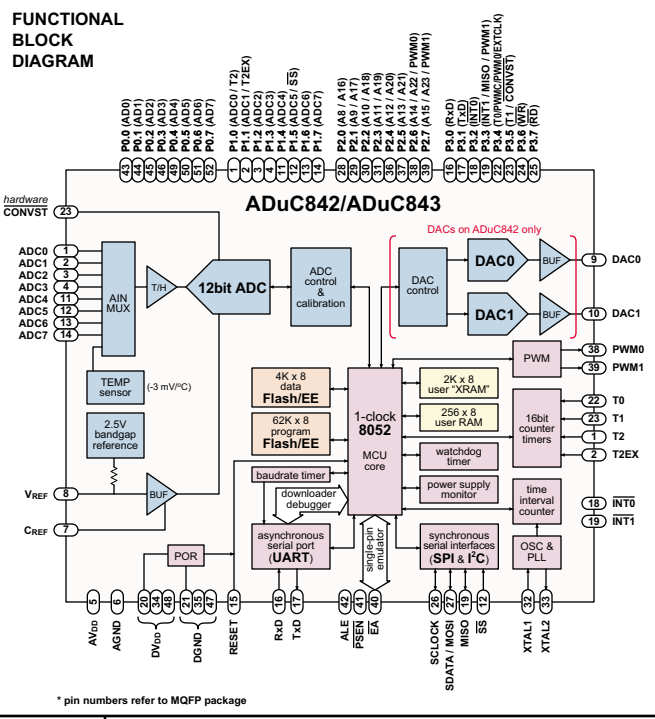 FUNCTIONAL
BLOCK
DIAGRAM
P0.0 (AD0)
P0.1 (AD1)
P0.2 (AD2)
P0.3 (AD3)
P0.4 (AD4)
P0.5 (AD5)
P0.6 (AD6)
P0.7 (AD7)
P1.0 (ADC0 / T2)
P1.1 (ADC1 / T2EX)
P1.2 (ADC2)
P1.3 (ADC3)
P1.4 (ADC4)
P1.5 (ADC5 / SS)
P1.6 (ADC6)
P1.7 (ADC7)
P2.0 (A8 / A16)
P2.1 (A9 / A17)
P2.2 (A10 / A18)
P2.3 (A11 / A19)
P2.4 (A12 / A20)
P2.5 (A13 / A21)
P2.6 (A14 / A22 / PWM0)
P2.7 (A15 / A23 / PWM1)
P3.0 (RxD)
P3.1 (TxD)
P3.2 (INT0)
P3.3 (INT1 / MISO / PWM1)
P3.4 (T0/PWMC/PWM0/EXTCLK)
P3.5 (T1 / CONVST)
P3.6 (WR)
P3.7 (RD)
43 44 45 46 49 50 51 52
1 2 3 4 11 12 13 14
28 29 30 31 36 37 38 39
16 17 18 19 22 23 24 25
hardware
CONVST 23
ADuC842/ADuC843
DACs on ADuC842 only
ADC0 1
ADC1 2
ADC2 3
ADC3 4
ADC4 11
ADC5 12
ADC6 13
ADC7 14
AIN
MUX
T/H
12bit ADC
ADC
control
&
calibration
DAC
control
DAC0
BUF
9 DAC0
DAC1
BUF
10 DAC1
TEMP
sensor
(-3 mV/ºC)
2.5V
bandgap
reference
4K x 8
data
Flash/EE
62K x 8
program
Flash/EE
1-clock
8052
MCU
core
2K x 8
user “XRAM”
256 x 8
user RAM
watchdog
timer
power supply
monitor
PWM
38 PWM0
39 PWM1
16bit
counter
timers
22 T0
23 T1
1 T2
2 T2EX
VREF 8
CREF 7
BUF
baudrate timer
downloader
debugger
time
interval
counter
18 INT0
19 INT1
POR
asynchronous
serial port
(UART)
single-pin
emulator
synchronous
serial interfaces
(SPI & I2C)
OSC &
PLL
5 6 20 34 48 21 35 47 15 16 17 42 41 40 26 27 19 12 32 33
AVDD
AGND
DVDD
DGND
RESET
RxD
TxD
ALE
PSEN
EA
SCLOCK
SDATA / MOSI
MISO
SS
XTAL1
XTAL2
* pin numbers refer to MQFP package